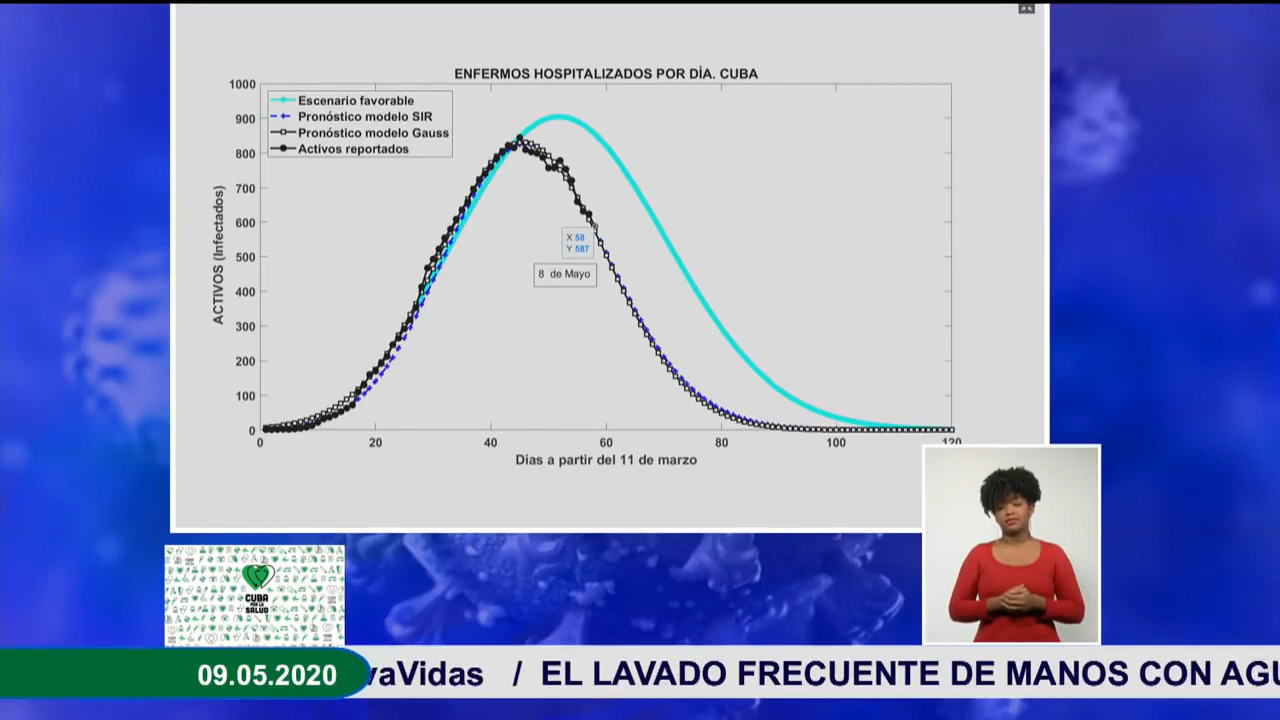 ENFERMOS HOSPITALIZADOS POR DÍA. CUBA
1000
900
800
700
600
500
400
300
200
100
0
ACTIVOS (Infectados)
Escenario favorable
Pronóstico modelo SIR
Pronóstico modelo Gauss
Activos reportados
X 58
Y 587
8 de Mayo
0 20 40 60 80 100 120
Dias a partir del 11 de marzo
CUBA
POR LA
SALUD
09.05.2020
vaVidas / EL LAVADO FRECUENTE DE MANOS CON AGU